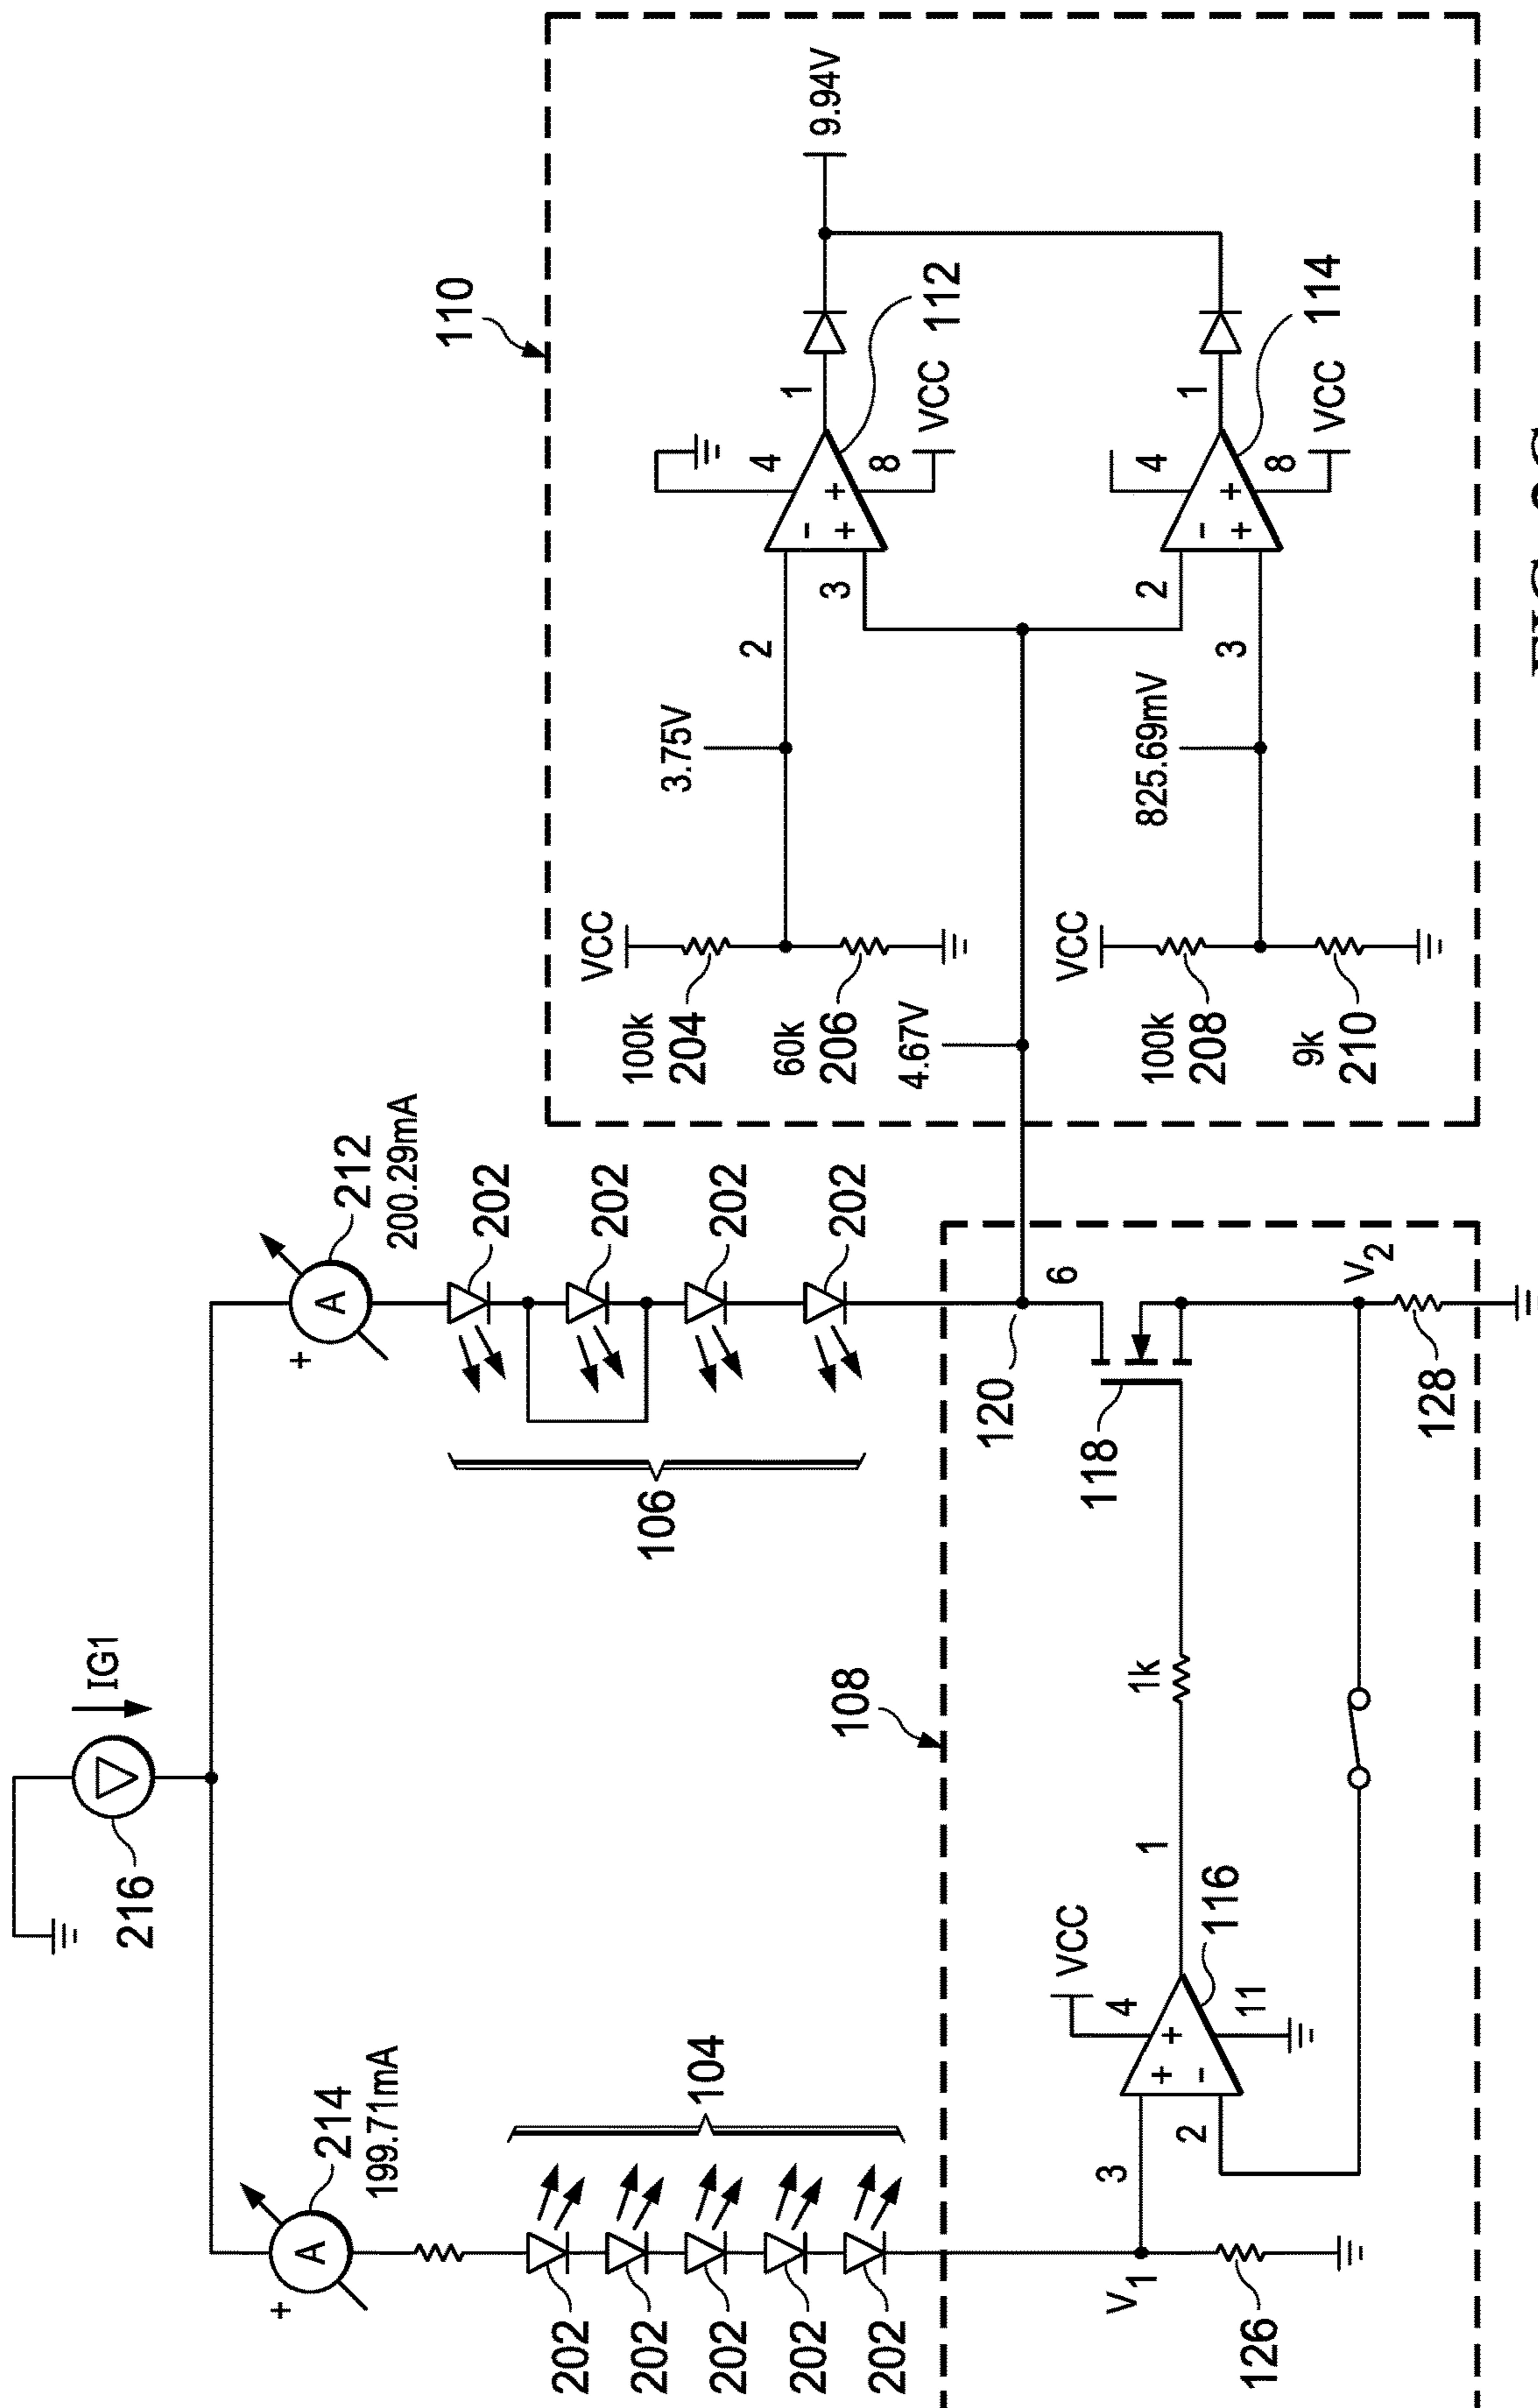 216
IG1
+
A
214
199.71mA
+
A
212
200.29mA
202
202
202
202
202
104
202
202
202
202
106
108
V1
126
3
2
+
-
+
4
VCC
11
116
1
1k
118
120
6
V2
128
110
VCC
100k
204
60k
206
4.67V
VCC
100k
208
9k
210
3.75V
825.69mV
2
3
-
+
+
4
8
VCC
112
1
9.94V
2
3
-
+
+
4
8
VCC
114
1